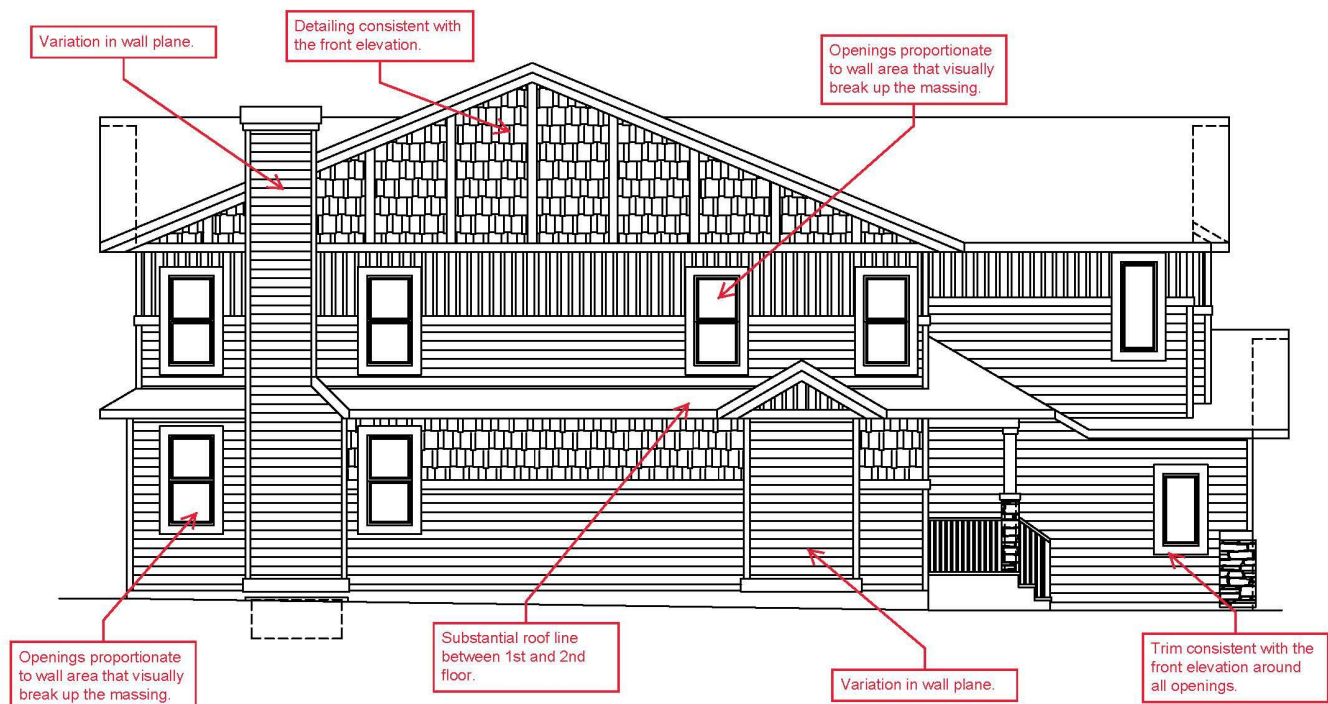 Variation in wall plane.
Detailing consistent with
the front elevation.
Openings proportionate
to wall area that visually
break up the massing.
Openings proportionate
to wall area that visually
break up the massing.
Substantial roof line
between 1st and 2nd
floor.
Variation in wall plane.
Trim consistent with the
front elevation around
all openings.